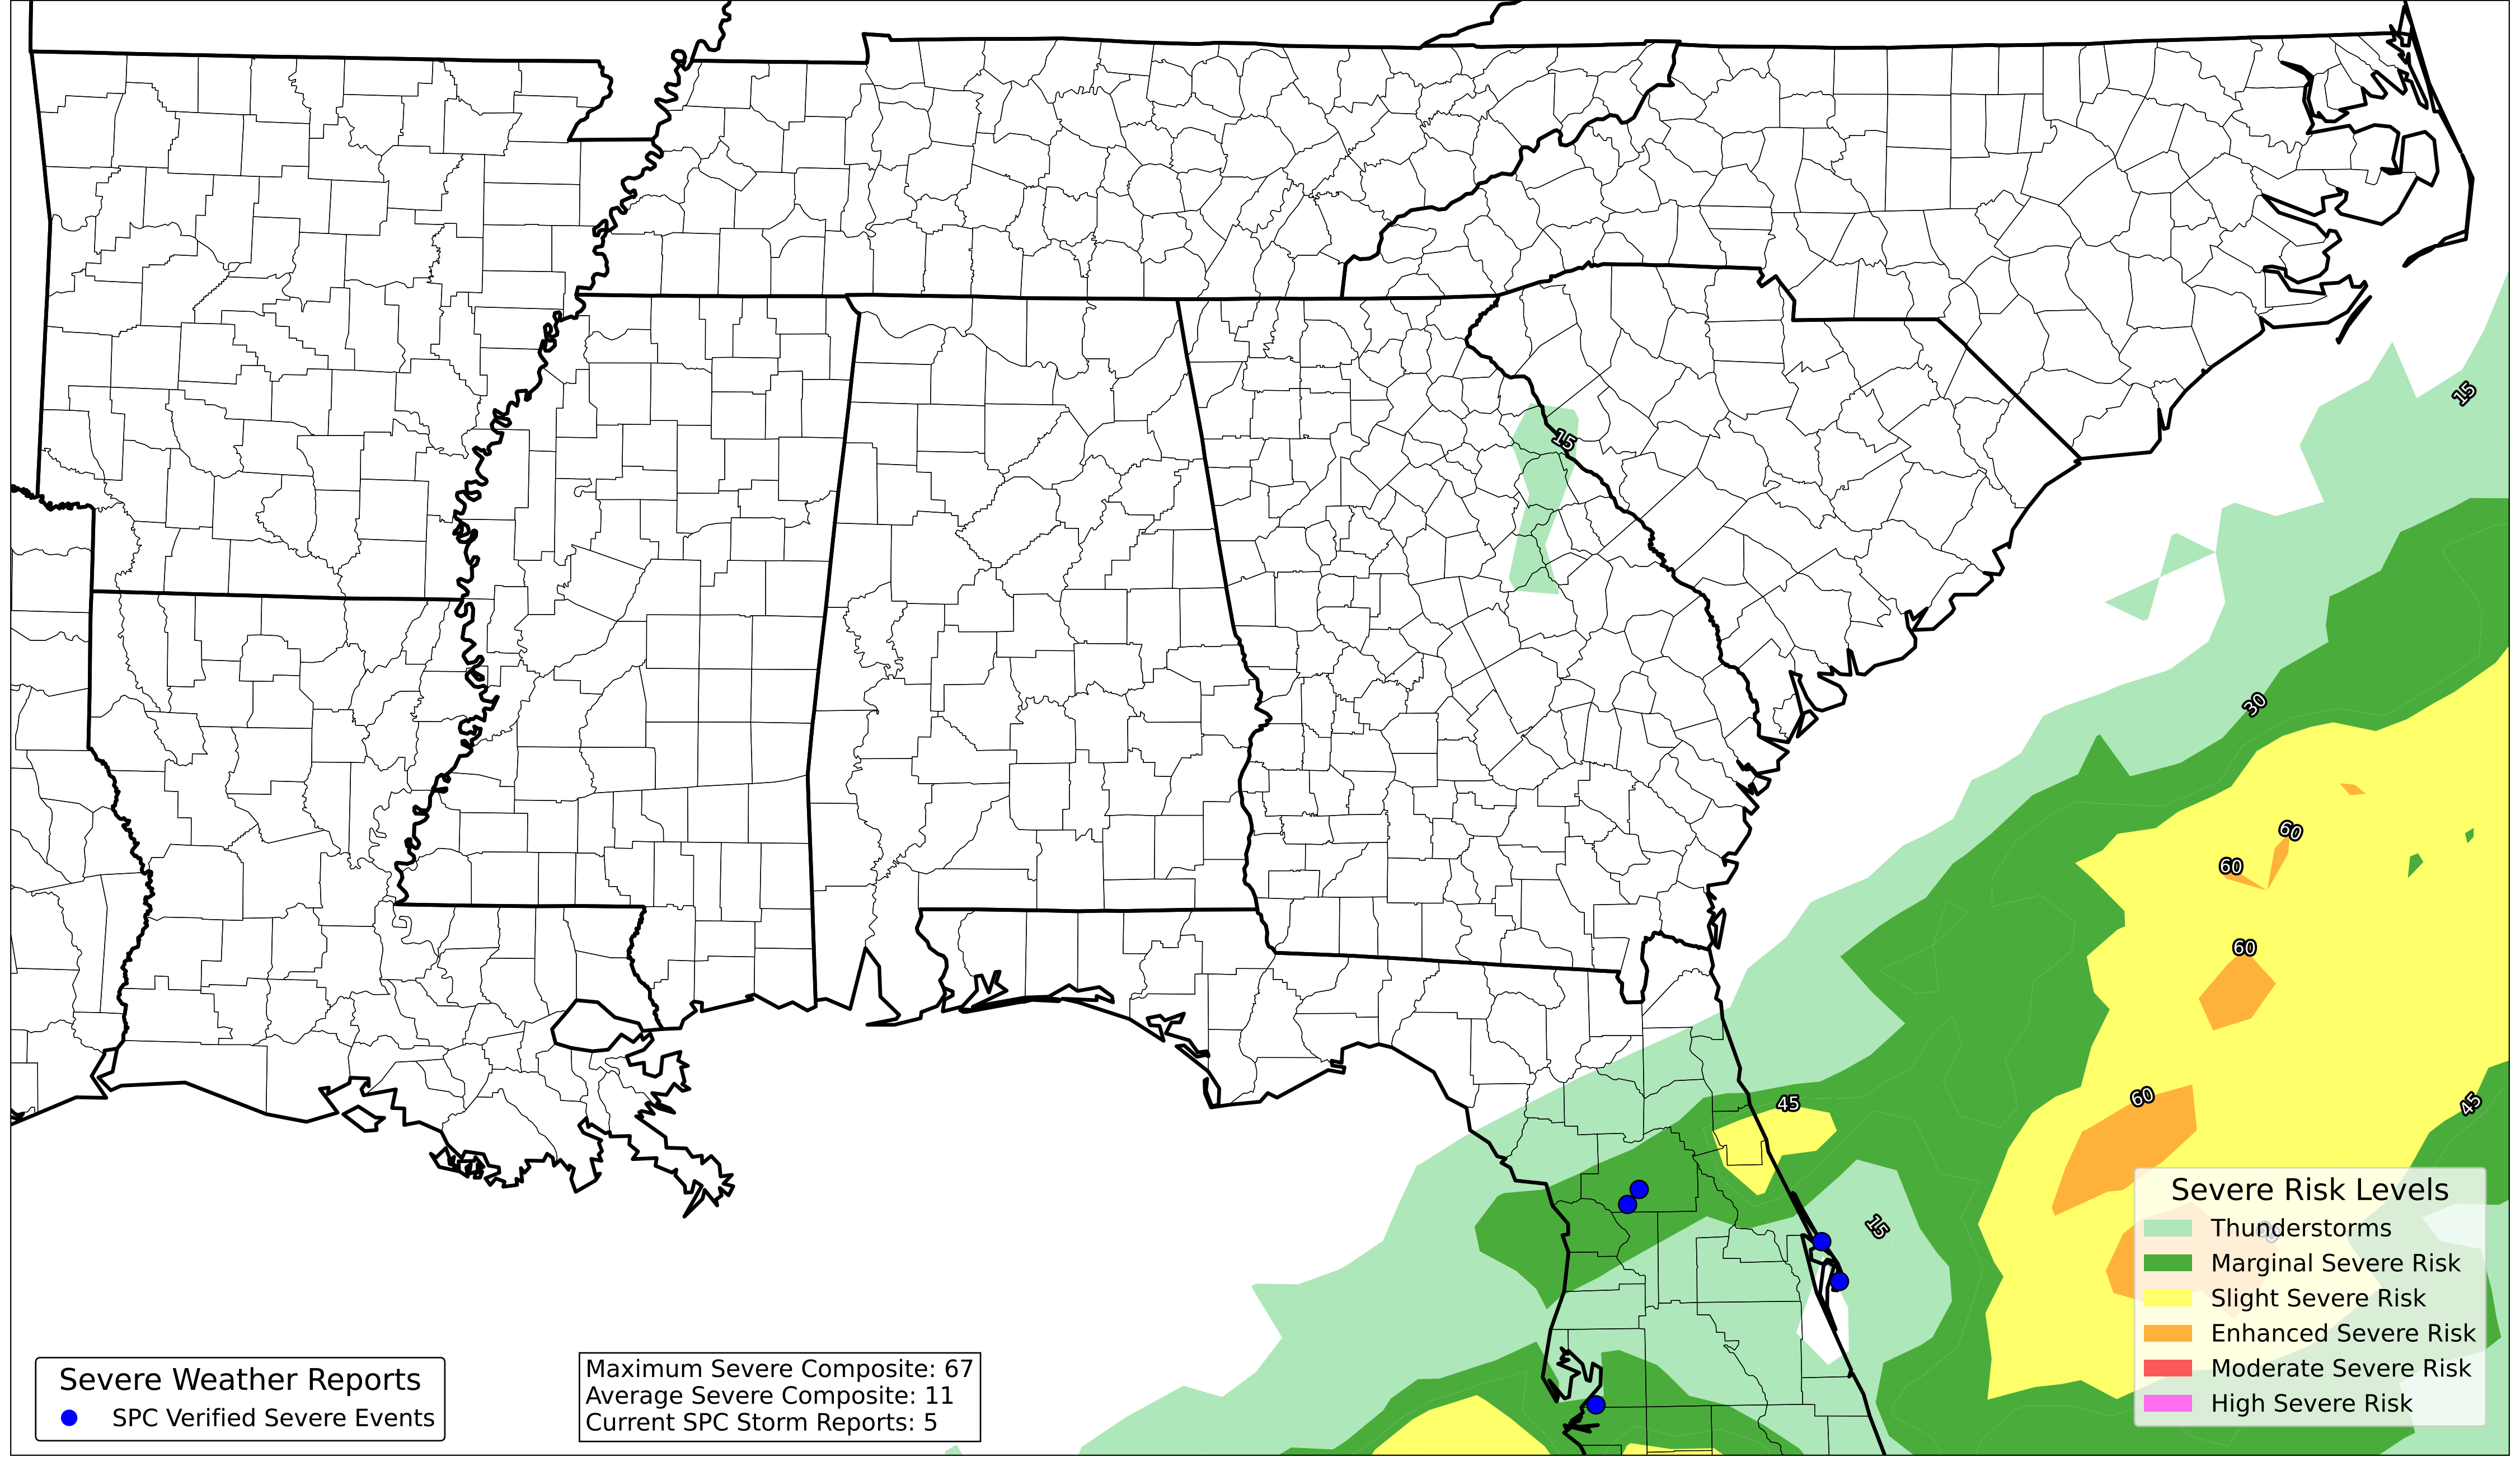 15
15
30
60
60
60
60
45
45
15
Severe Risk Levels
Thunderstorms
Marginal Severe Risk
Slight Severe Risk
Enhanced Severe Risk
Moderate Severe Risk
High Severe Risk
Severe Weather Reports
SPC Verified Severe Events
Maximum Severe Composite: 67
Average Severe Composite: 11
Current SPC Storm Reports: 5